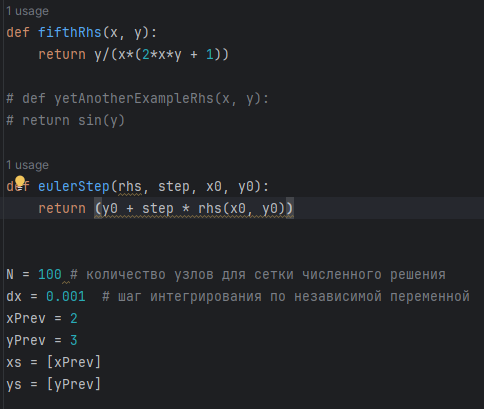 1 usage
def fifthRhs(x, y):
    return y/(x*(2*x*y + 1))
# def yetAnotherExampleRhs(x, y):
# return sin(y)
1 usage
def eulerStep(rhs, step, x0, y0):
    return (y0 + step * rhs(x0, y0))
N = 100 # количество узлов для сетки численного решения
dx = 0.001  # шаг интегрирования по независимой переменной
xPrev = 2
yPrev = 3
xs = [xPrev]
ys = [yPrev]